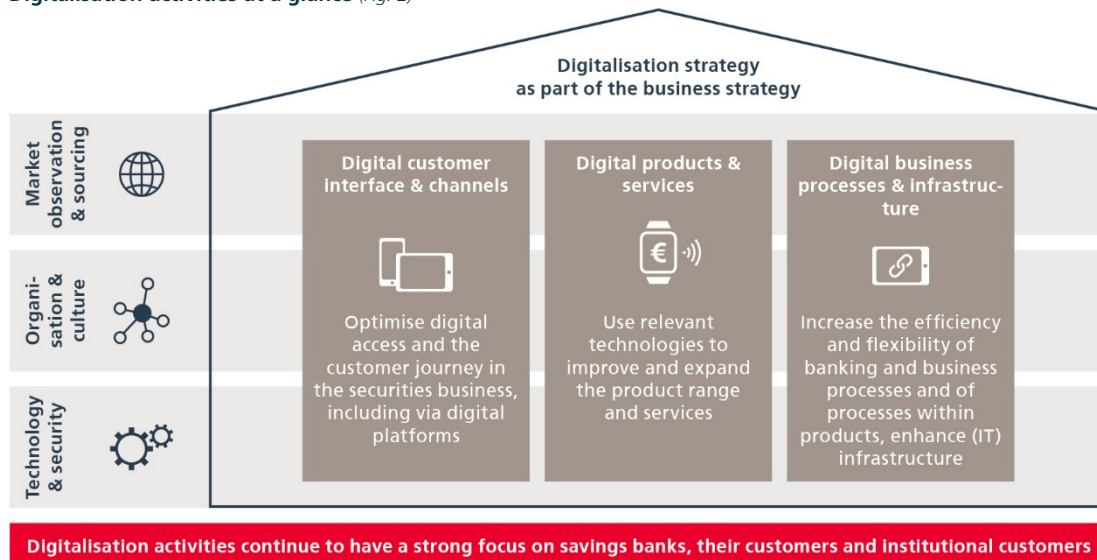 Digitalisation activities at a glance (Fig. 2)
Digitalisation strategy
as part of the business strategy
Market
observation
& sourcing
Digital customer
interface & channels
Optimise digital
access and the
customer journey in
the securities business,
including via digital
platforms
Digital products &
services
€
Use relevant
technologies to
improve and expand
the product range
and services
Digital business
processes & infrastruc-
ture
Increase the efficiency
and flexibility of
banking and business
processes and of
processes within
products, enhance (IT)
infrastructure
Organi-
sation &
culture
Technology
& security
Digitalisation activities continue to have a strong focus on savings banks, their customers and institutional customers